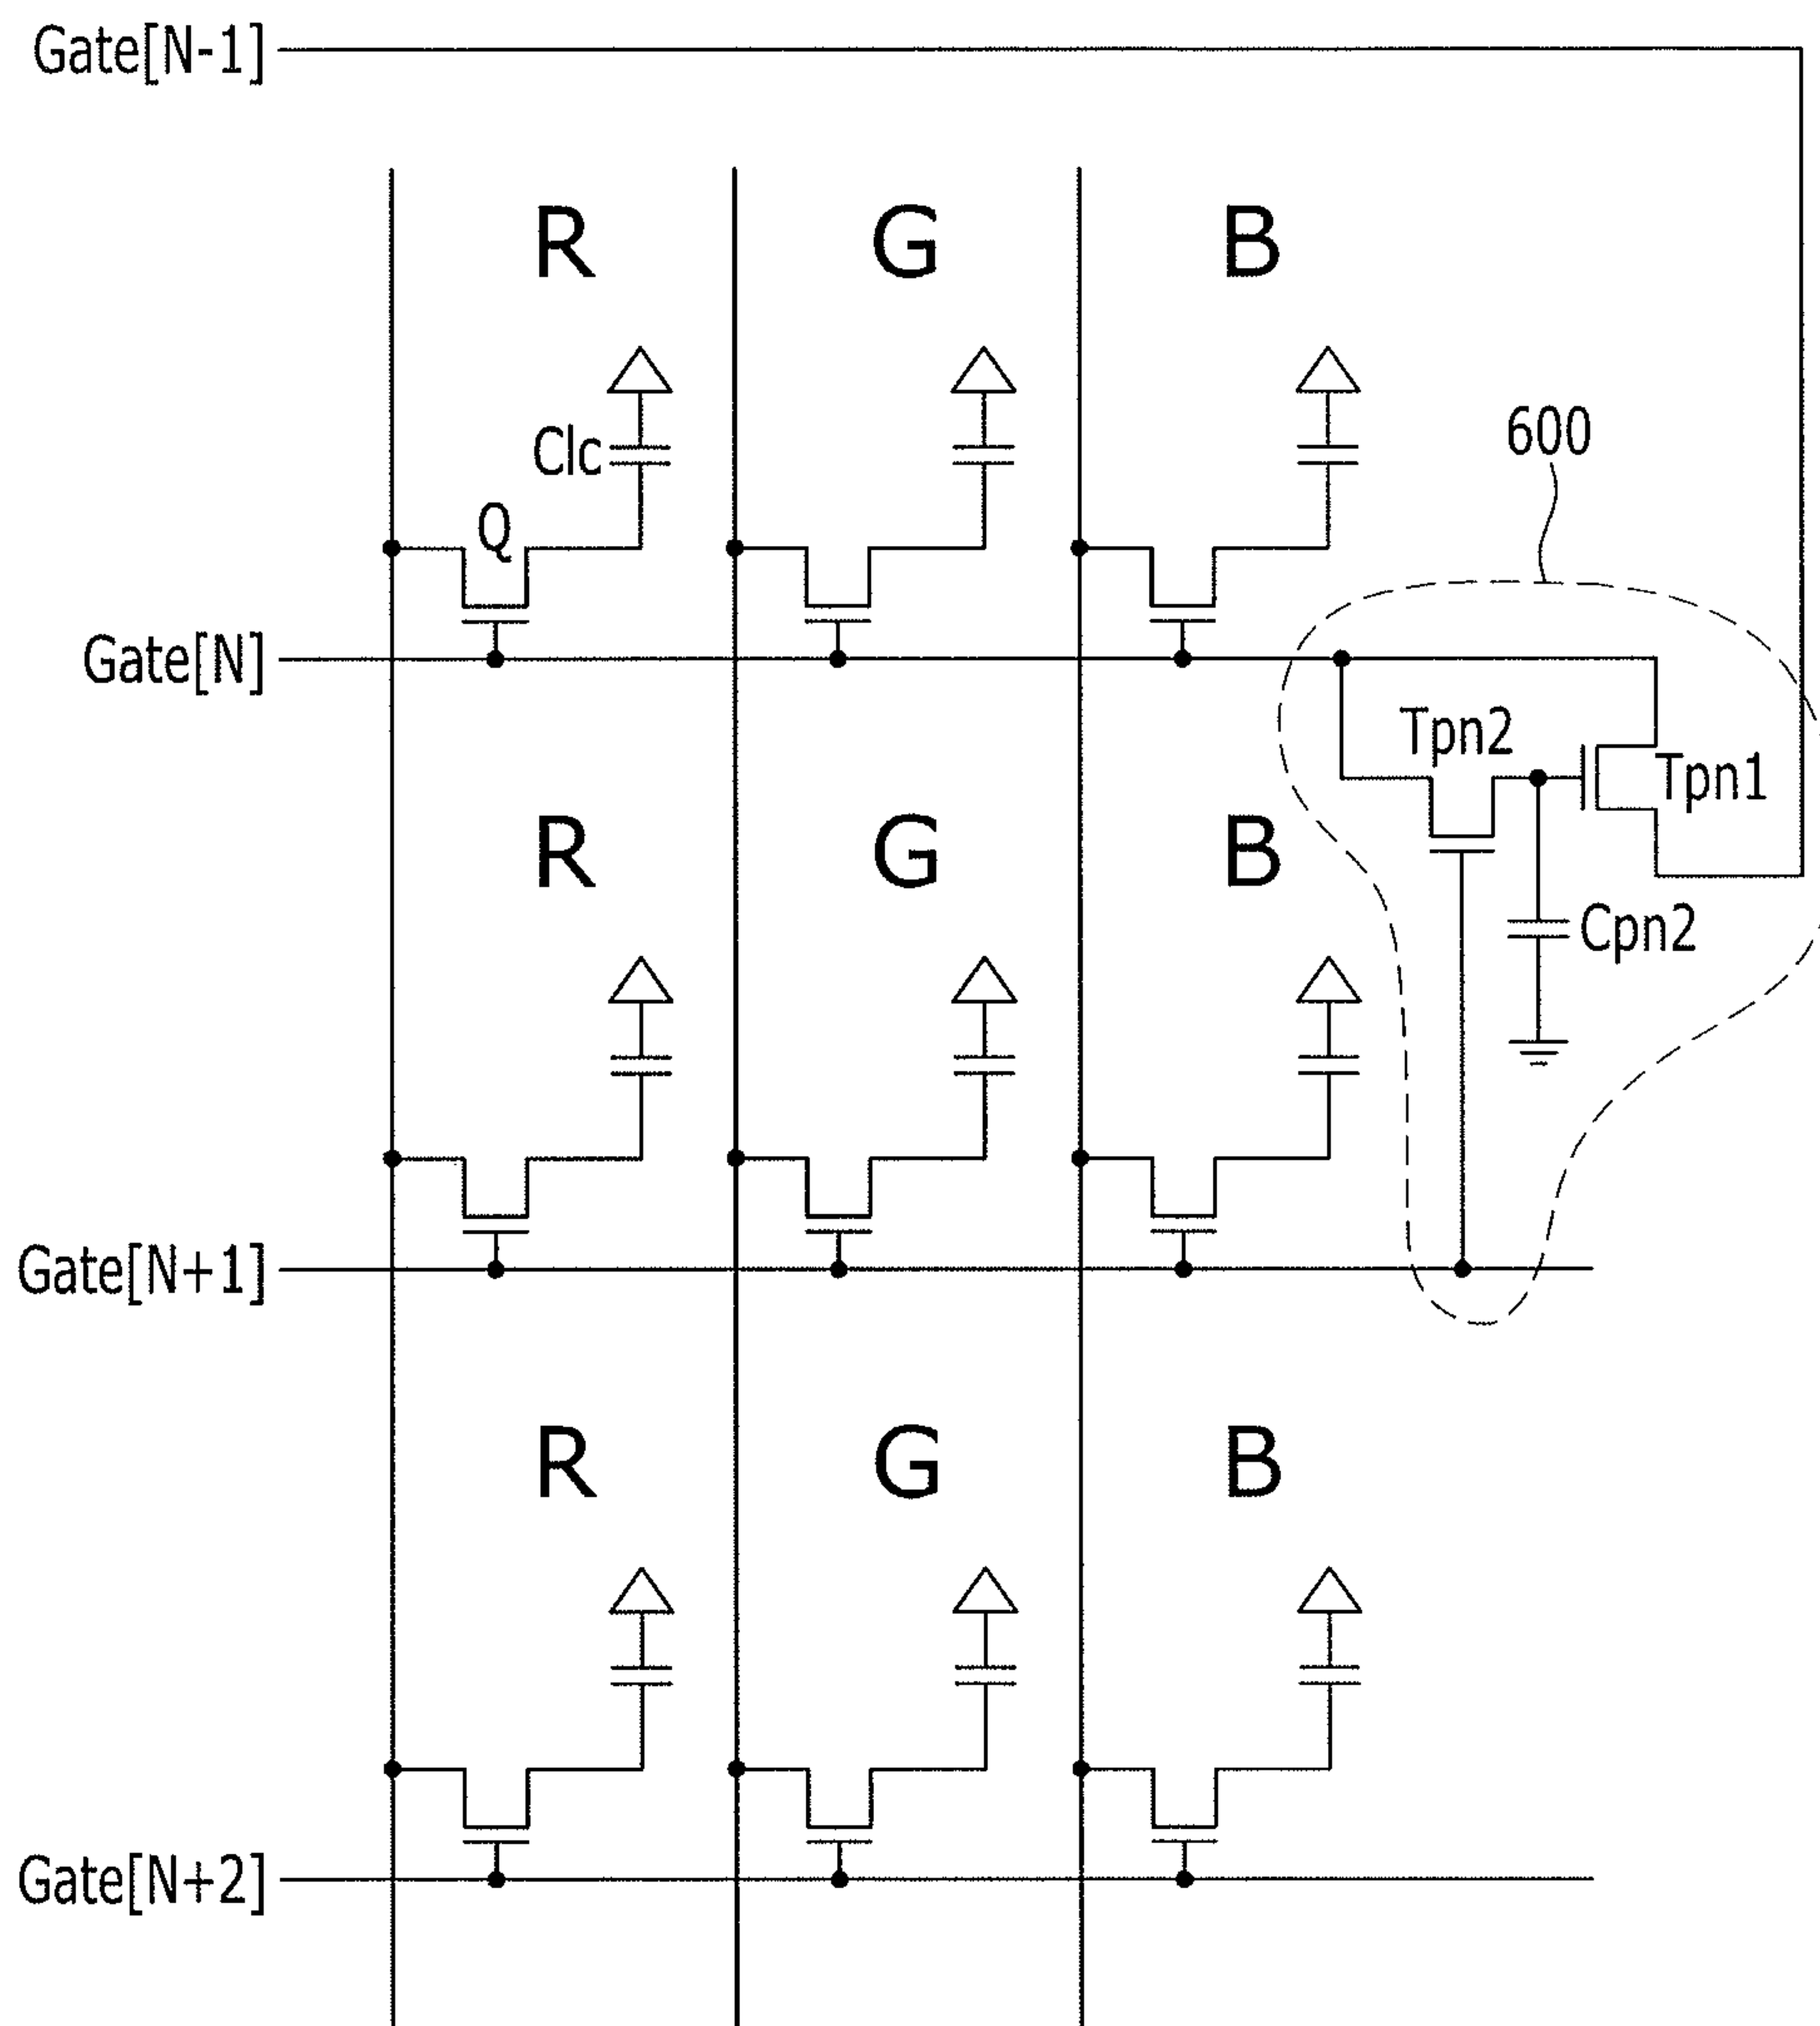 Gate[N-1]
R G B
Clc
600
Q
Gate[N]
Tpn2
Tpn1
R G B
Cpn2
Gate[N+1]
R G B
Gate[N+2]